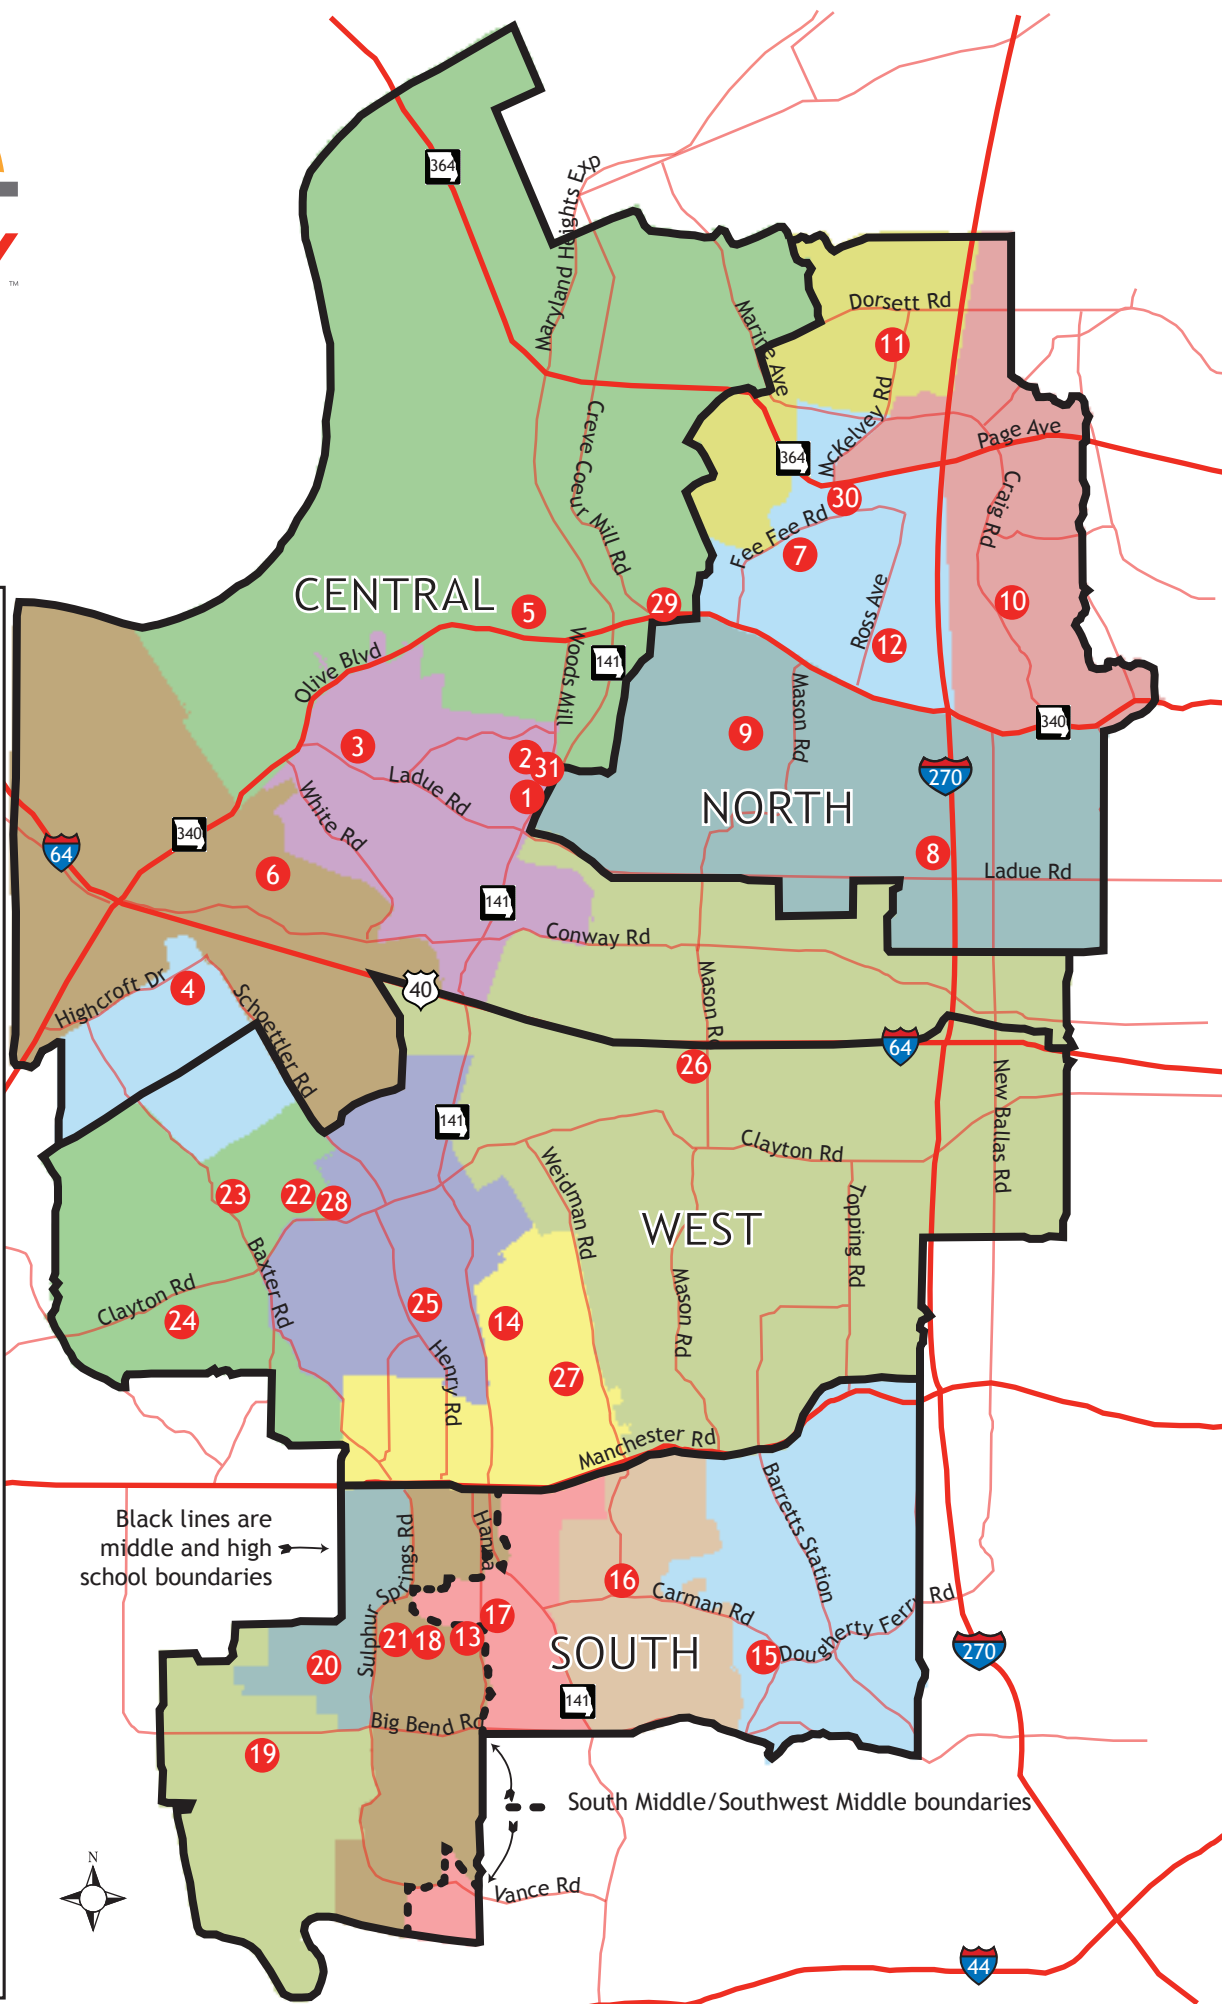 TM
364
Maryland Heights Exp
Dorsett Rd
Marine Ave
11
McKelvey Rd
Page Ave
364
Creve Coeur Mill Rd
30
Craig Rd
Fee Fee Rd
7
CENTRAL
5
29
10
Ross Ave
12
Olive Blvd
Woods Mill
141
Mason Rd
340
3
2
31
9
270
Ladue Rd
1
NORTH
White Rd
340
64
8
Ladue Rd
6
141
Conway Rd
Highcroft Dr
4
40
Mason Rd
Schoettler Rd
64
26
New Ballas Rd
141
Clayton Rd
Weidman Rd
23
22
28
WEST
Topping Rd
Baxter Rd
Clayton Rd
24
25
14
Mason Rd
Henry Rd
27
Manchester Rd
Black lines are
middle and high
school boundaries
Hanna
Barretts Station
Sulphur Springs Rd
16
Carman Rd
17
Dougherty Ferry Rd
21
18
13
SOUTH
15
270
20
141
Big Bend Rd
19
South Middle/Southwest Middle boundaries
N
Vance Rd
44